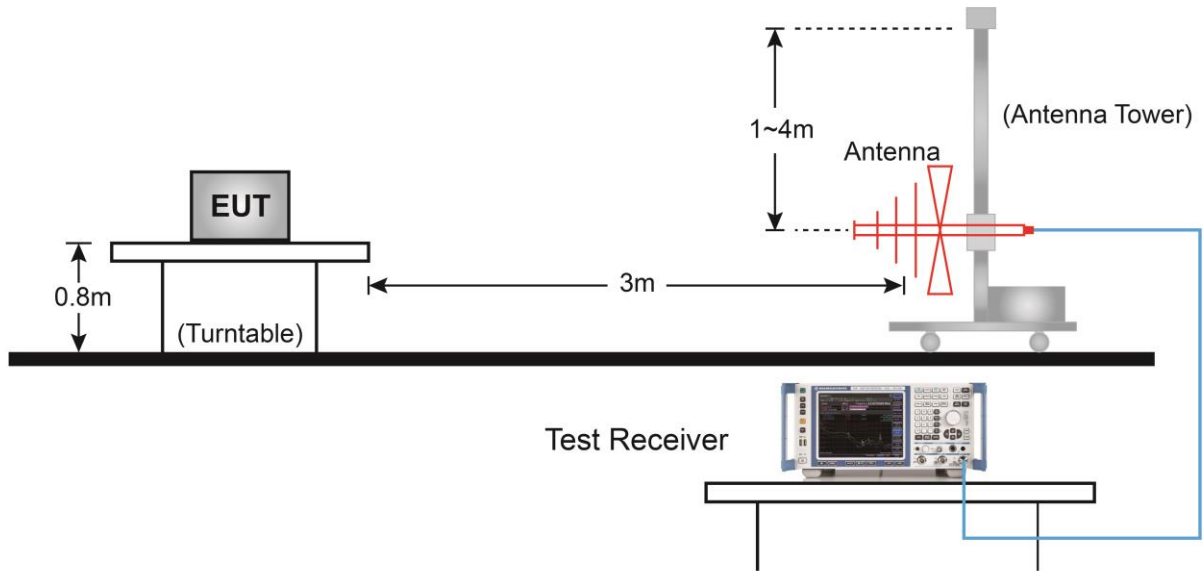 1~4m
(Antenna Tower)
Antenna
EUT
0.8m
3m
(Turntable)
Test Receiver